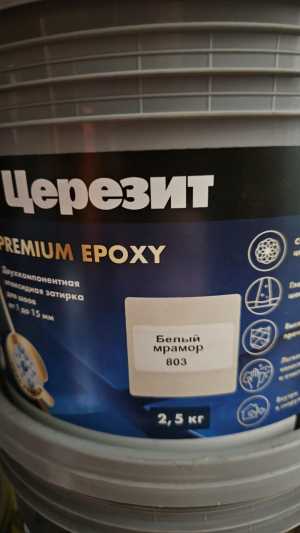 Церезит
PREMIUM EPOXY
Двухкомпонентная
эпоксидная затирка
для швов
от 1 до 15 мм
Белый
мрамор
803
2,5 кг